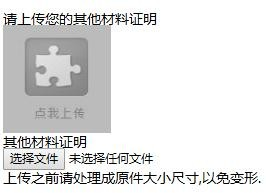 请上传您的其他材料证明
点我上传
其他材料证明
选择文件 未选择任何文件
上传之前请处理成原件大小尺寸,以免变形.